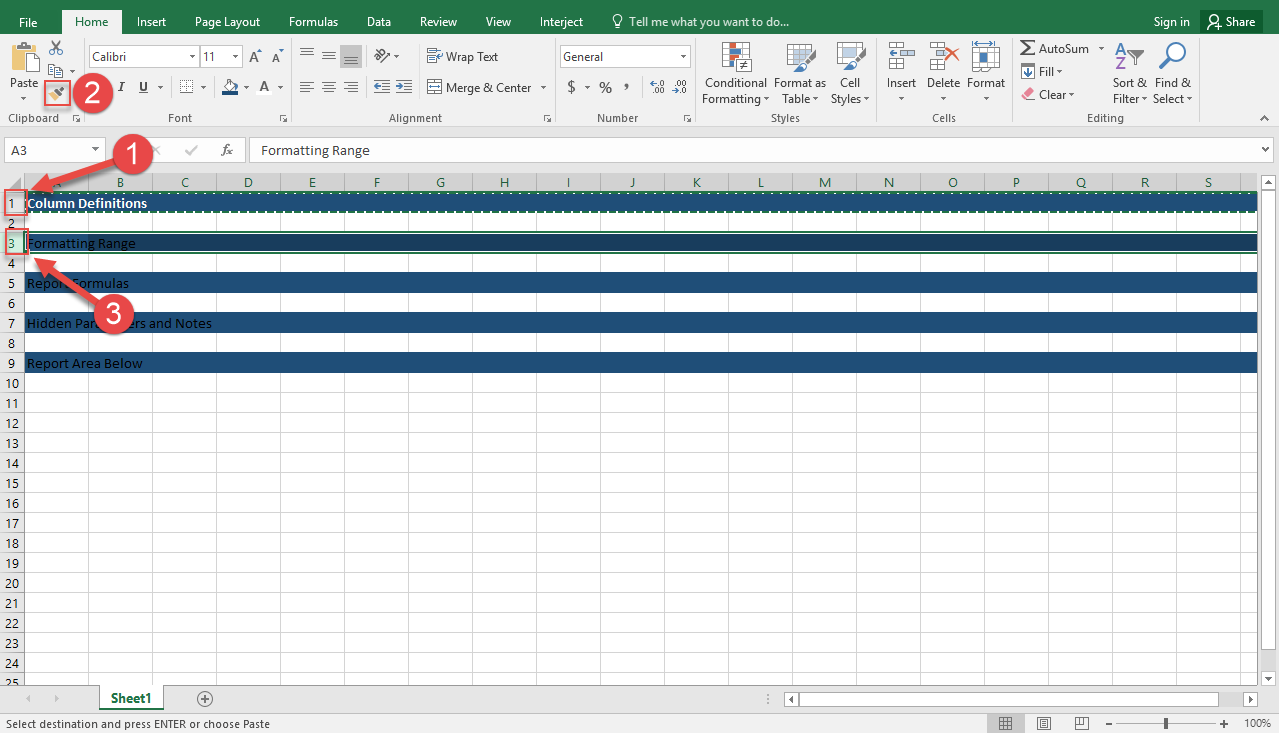 File Home Insert Page Layout Formulas Data Review View Interject Tell me what you want to do... Sign in Share
Calibri 11 Wrap Text General AutoSum
Paste Conditional Format as Cell Insert Delete Format Fill Sort & Find &
2 I U A Merge & Center $ % , Formatting Table Styles Clear Filter Select
Clipboard Font Alignment Number Styles Cells Editing
A3 1 fx Formatting Range
A B C D E F G H I J K L M N O P Q R S
1 Column Definitions
2
3 Formatting Range
4
5 Report Formulas
6
3
7 Hidden Parameters and Notes
8
9 Report Area Below
10
11
12
13
14
15
16
17
18
19
20
21
22
23
24
25
Sheet1
Select destination and press ENTER or choose Paste 100%